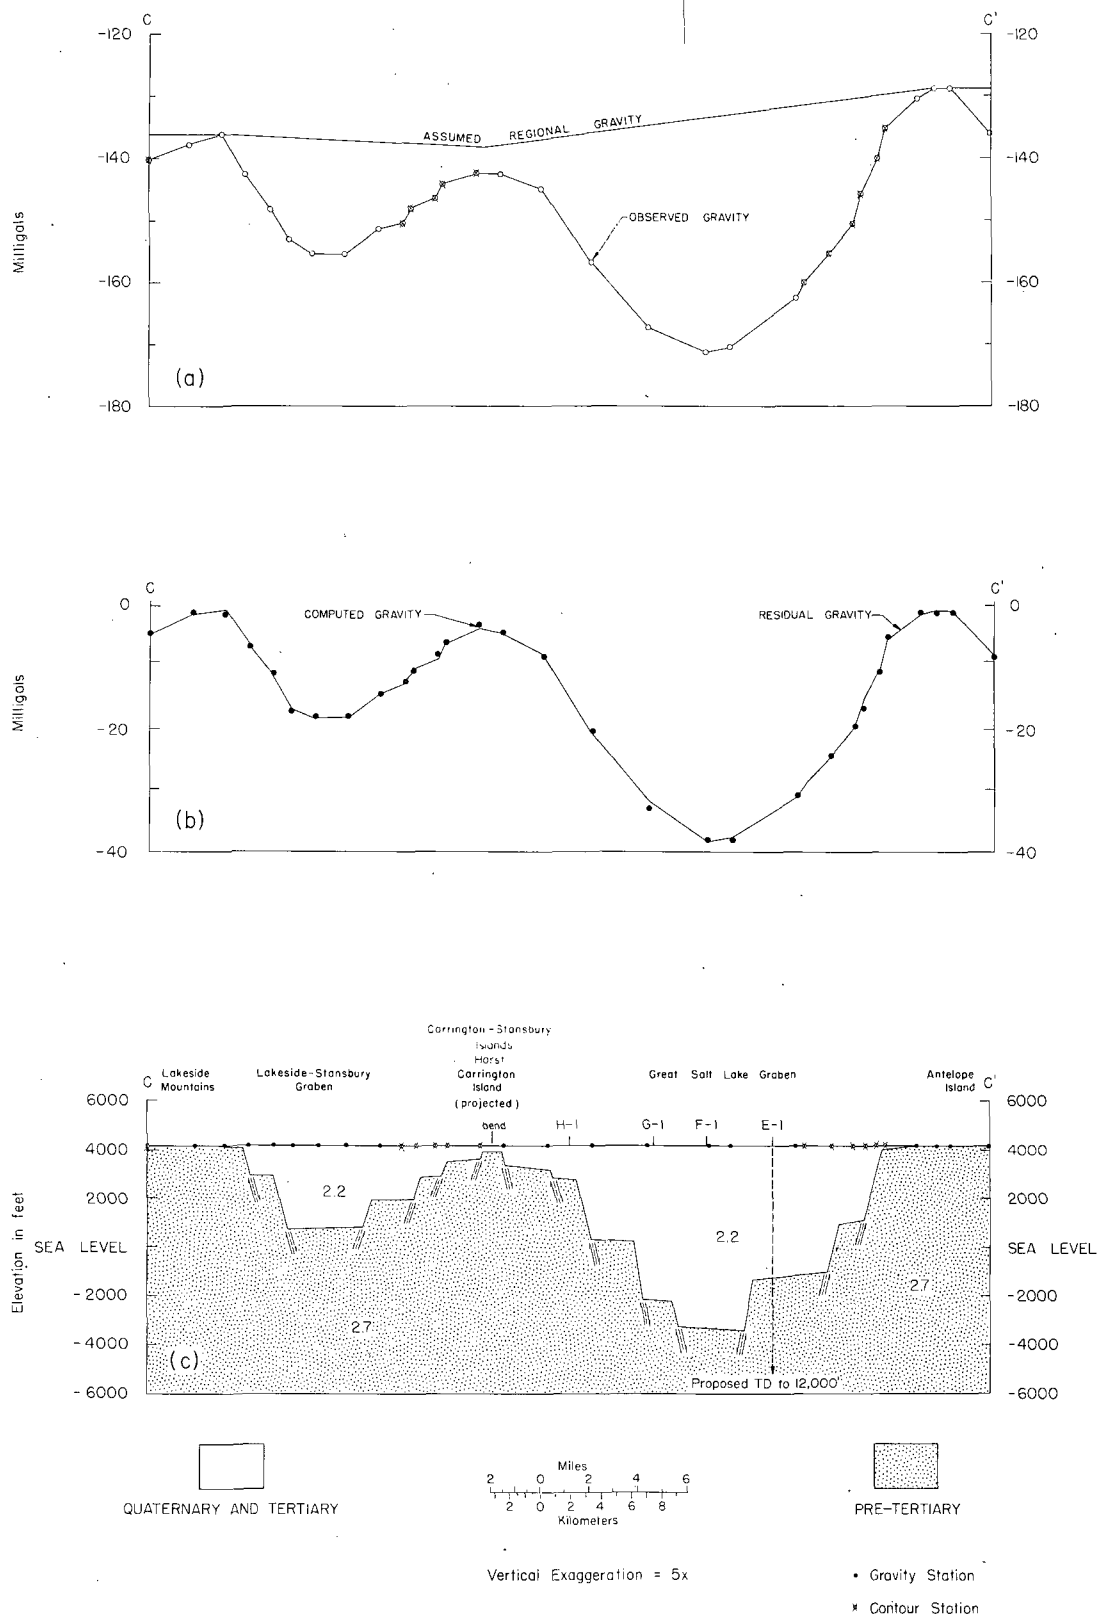 C C'
-120 -120
ASSUMED REGIONAL GRAVITY
-140 -140
OBSERVED GRAVITY
Milligals
-160 -160
(a)
-180 -180
C C'
0 0
COMPUTED GRAVITY RESIDUAL GRAVITY
Milligals
-20 -20
(b)
-40 -40
Carrington-Stansbury
Islands
Horst
C Lakeside
Mountains
Lakeside-Stansbury
Graben
Carrington
Island
(projected)
bend
Great Salt Lake Graben
Antelope
Island C'
6000 6000
H-1 G-1 F-1 E-1
4000 4000
2.2
2000 2000
2.2
Elevation in feet
SEA LEVEL SEA LEVEL
2.7
-2000 -2000
2.7
-4000 -4000
(c)
Proposed TD to 12,000'
-6000 -6000
Miles
2 0 2 4 6
2 0 2 4 6 8
Kilometers
QUATERNARY AND TERTIARY
PRE-TERTIARY
Vertical Exaggeration = 5x
Gravity Station
Contour Station